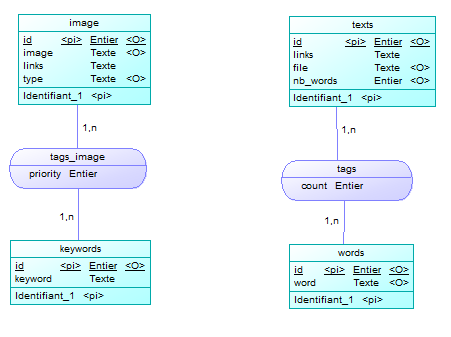 image
id <pi> Entier <O>
image Texte <O>
links Texte
type Texte <O>
Identifiant_1 <pi>
1,n
tags_image
priority Entier
1,n
keywords
id <pi> Entier <O>
keyword Texte
Identifiant_1 <pi>
texts
id <pi> Entier <O>
links Texte
file Texte <O>
nb_words Entier <O>
Identifiant_1 <pi>
1,n
tags
count Entier
1,n
words
id <pi> Entier <O>
word Texte <O>
Identifiant_1 <pi>